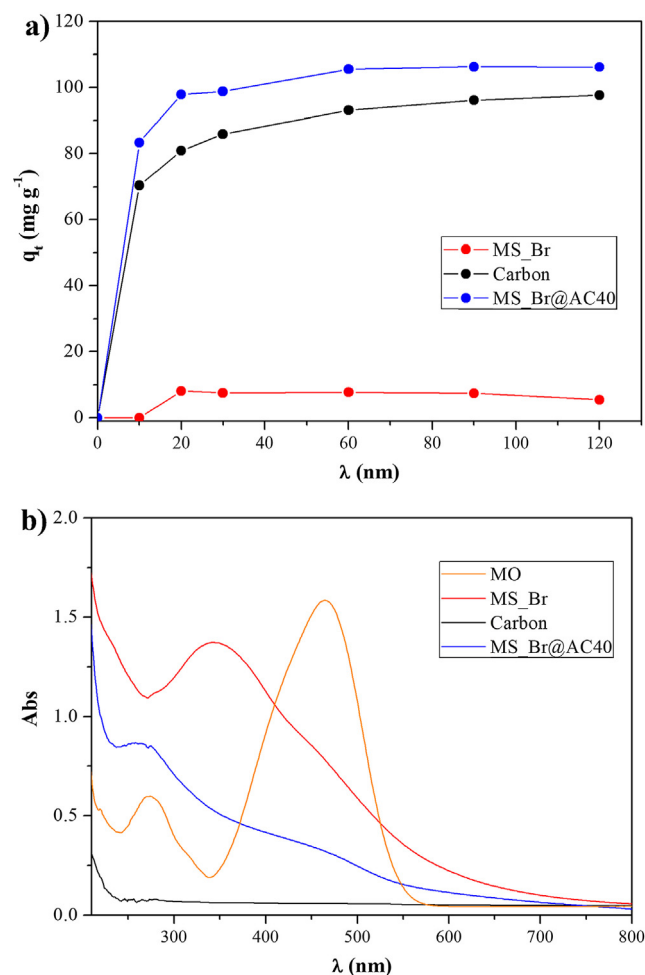 a)
120
100
80
60
40
20
0
q_t (mg g⁻¹)
MS_Br
Carbon
MS_Br@AC40
0 20 40 60 80 100 120
λ (nm)
b)
2.0
1.5
1.0
0.5
0.0
Abs
MO
MS_Br
Carbon
MS_Br@AC40
300 400 500 600 700 800
λ (nm)